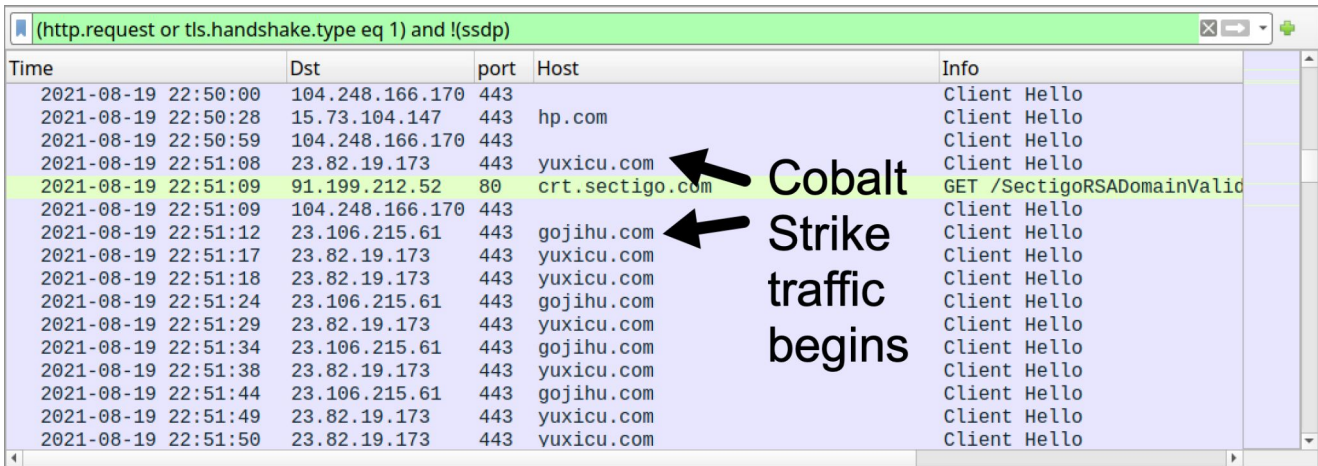 (http.request or tls.handshake.type eq 1) and !(ssdp)
Time Dst port Host Info
2021-08-19 22:50:00 104.248.166.170 443 Client Hello
2021-08-19 22:50:28 15.73.104.147 443 hp.com Client Hello
2021-08-19 22:50:59 104.248.166.170 443 Client Hello
2021-08-19 22:51:08 23.82.19.173 443 yuxicu.com Client Hello
2021-08-19 22:51:09 91.199.212.52 80 crt.sectigo.com GET /SectigoRSADomainValid
2021-08-19 22:51:09 104.248.166.170 443 Client Hello
2021-08-19 22:51:12 23.106.215.61 443 gojihu.com Client Hello
2021-08-19 22:51:17 23.82.19.173 443 yuxicu.com Client Hello
2021-08-19 22:51:18 23.82.19.173 443 yuxicu.com Client Hello
2021-08-19 22:51:24 23.106.215.61 443 gojihu.com Client Hello
2021-08-19 22:51:29 23.82.19.173 443 yuxicu.com Client Hello
2021-08-19 22:51:34 23.106.215.61 443 gojihu.com Client Hello
2021-08-19 22:51:38 23.82.19.173 443 yuxicu.com Client Hello
2021-08-19 22:51:44 23.106.215.61 443 gojihu.com Client Hello
2021-08-19 22:51:49 23.82.19.173 443 yuxicu.com Client Hello
2021-08-19 22:51:50 23.82.19.173 443 yuxicu.com Client Hello
Cobalt
Strike
traffic
begins